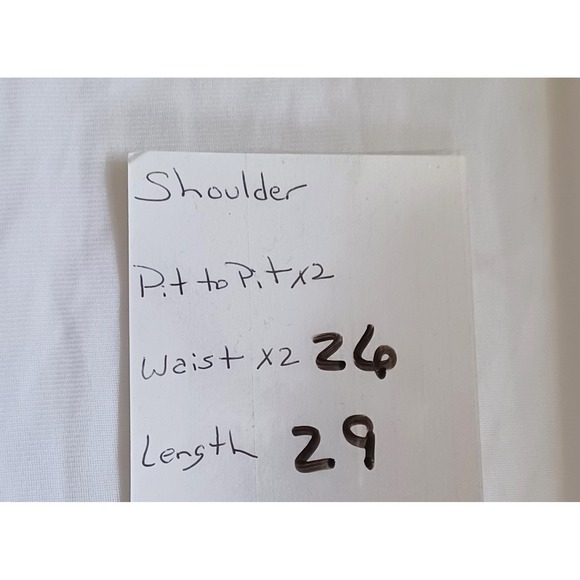 Shoulder
Pit to Pit x2
Waist x2 26
Length 29